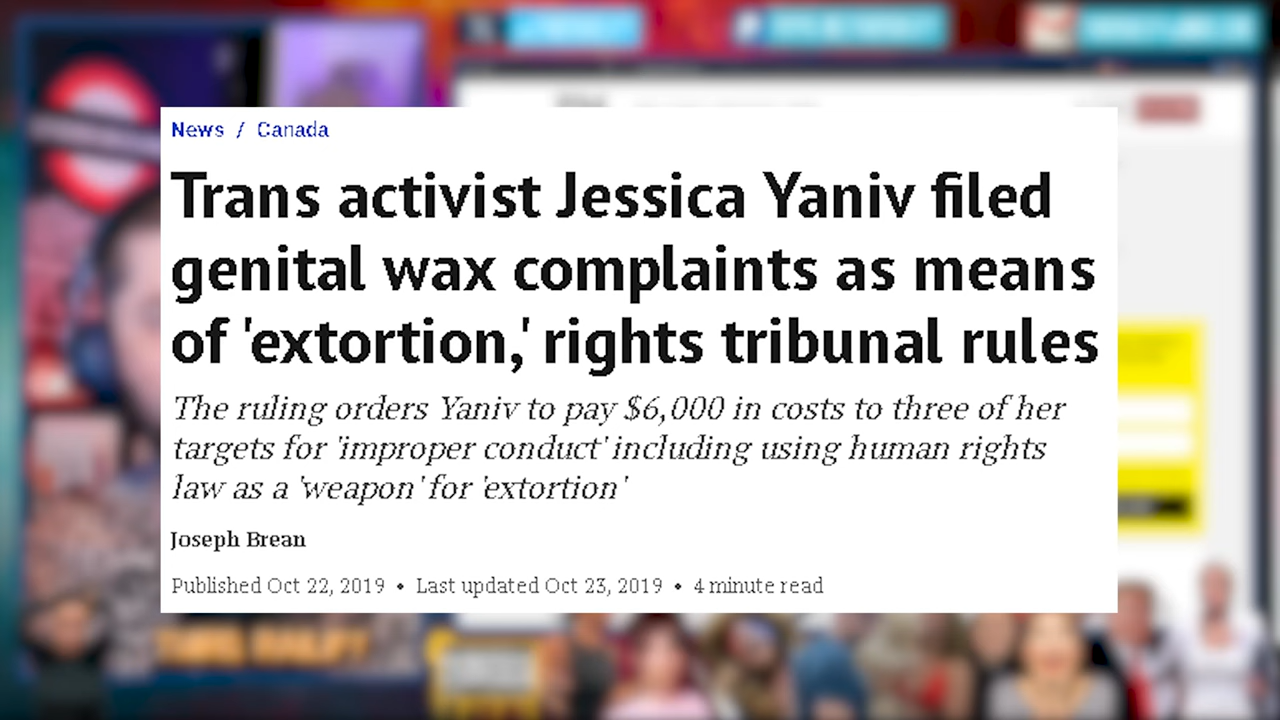 News / Canada
Trans activist Jessica Yaniv filed
genital wax complaints as means
of 'extortion,' rights tribunal rules
The ruling orders Yaniv to pay $6,000 in costs to three of her
targets for 'improper conduct' including using human rights
law as a 'weapon' for 'extortion'
Joseph Brean
Published Oct 22, 2019 • Last updated Oct 23, 2019 • 4 minute read